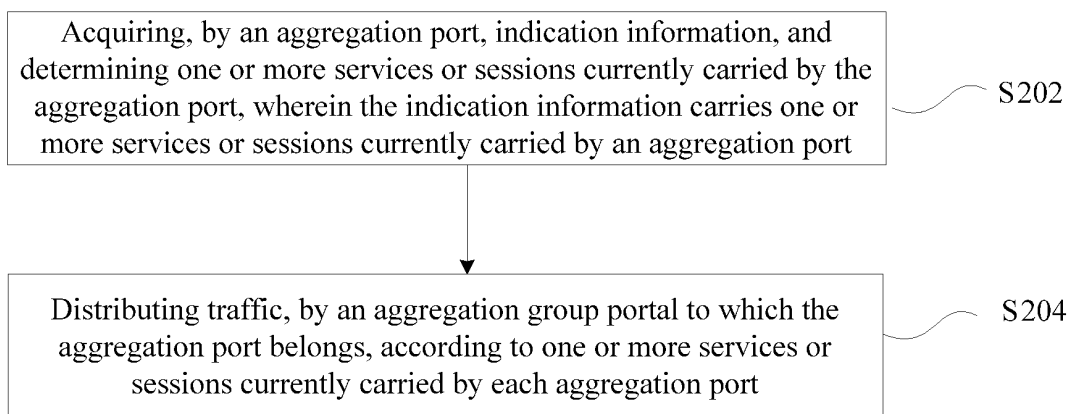 Acquiring, by an aggregation port, indication information, and
determining one or more services or sessions currently carried by the
aggregation port, wherein the indication information carries one or
more services or sessions currently carried by an aggregation port
S202
Distributing traffic, by an aggregation group portal to which the
aggregation port belongs, according to one or more services or
sessions currently carried by each aggregation port
S204